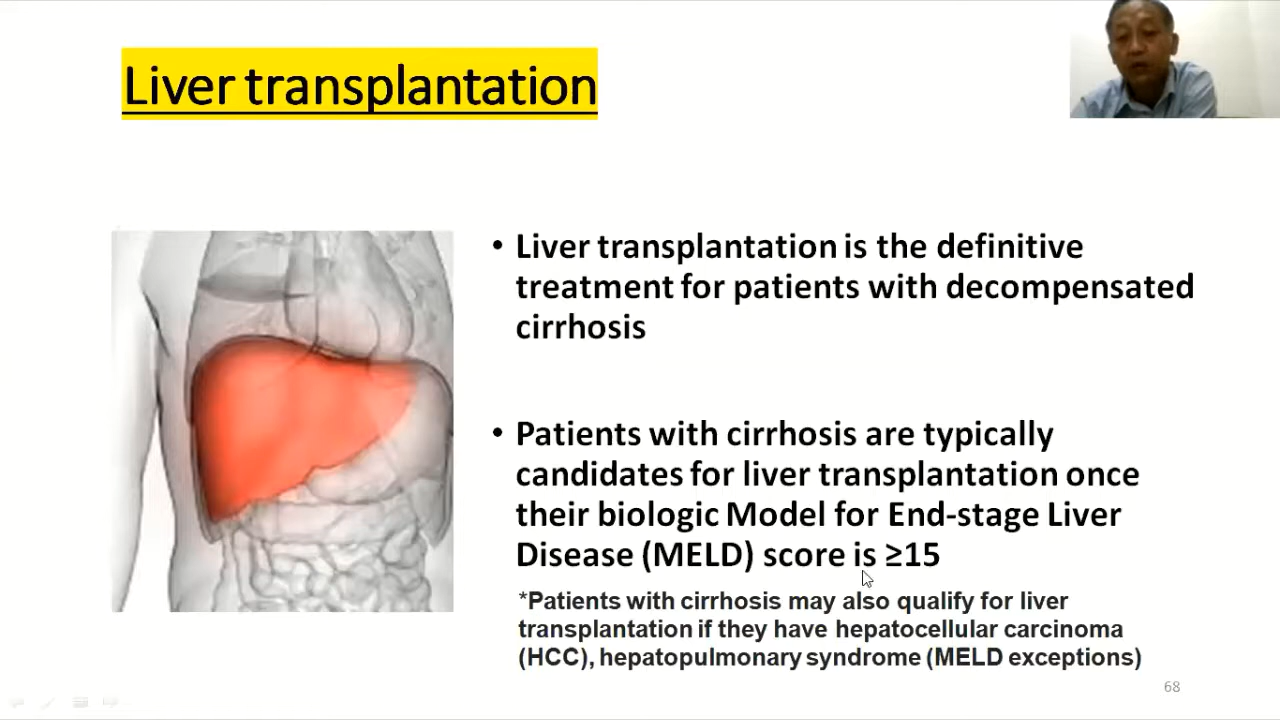 Liver transplantation
• Liver transplantation is the definitive
treatment for patients with decompensated
cirrhosis
• Patients with cirrhosis are typically
candidates for liver transplantation once
their biologic Model for End-stage Liver
Disease (MELD) score is ≥15
*Patients with cirrhosis may also qualify for liver
transplantation if they have hepatocellular carcinoma
(HCC), hepatopulmonary syndrome (MELD exceptions)
68